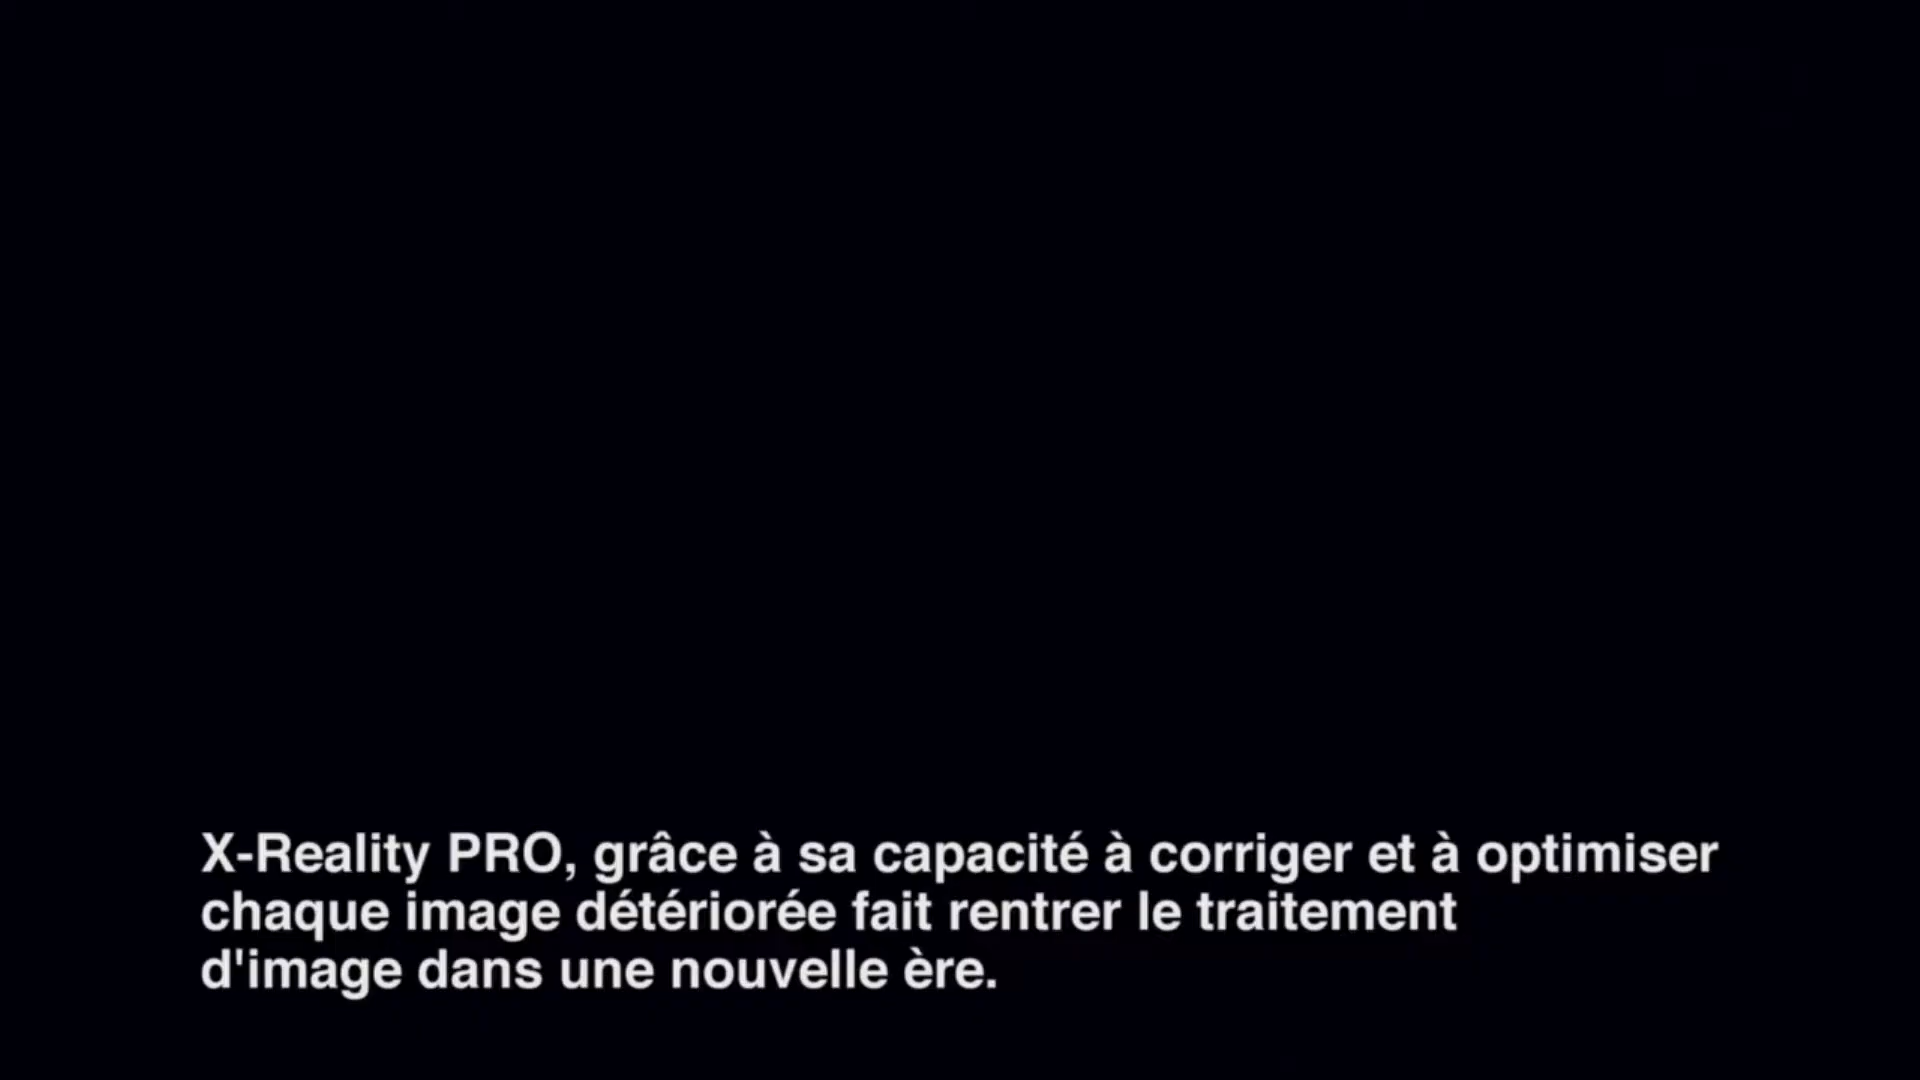 X-Reality PRO, grâce à sa capacité à corriger et à optimiser
chaque image détériorée fait rentrer le traitement
d'image dans une nouvelle ère.